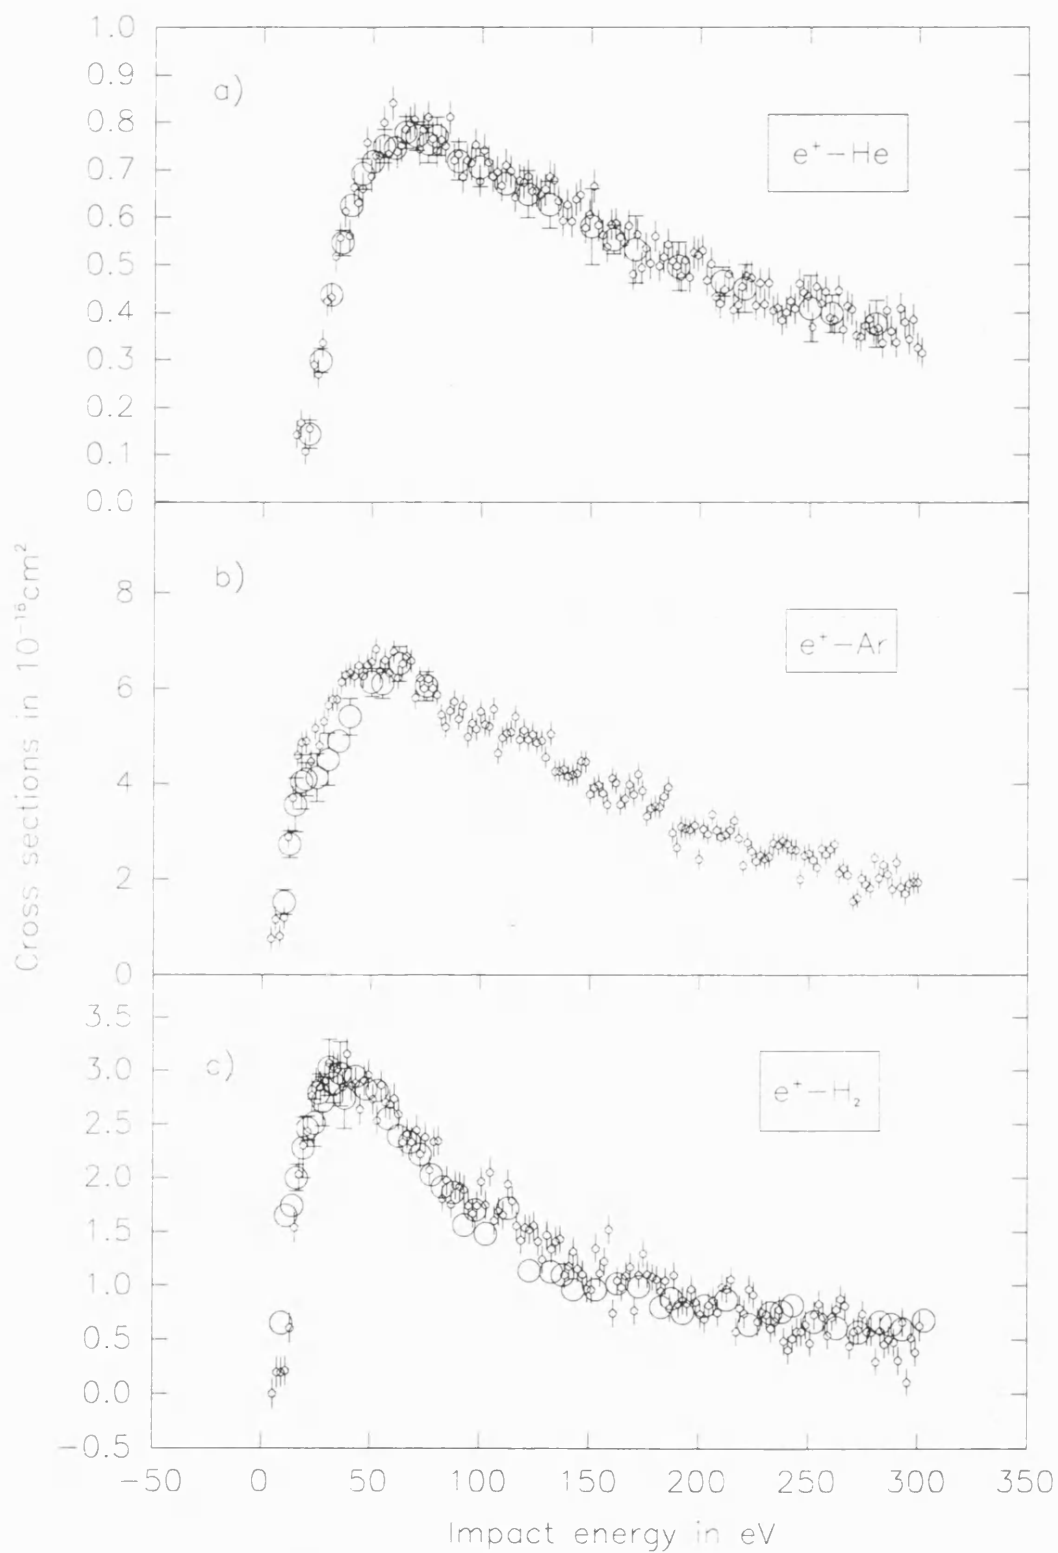 1.0
0.9
0.8
0.7
0.6
0.5
0.4
0.3
0.2
0.1
0.0
a)
e⁺–He
8
6
4
2
0
b)
e⁺–Ar
3.5
3.0
2.5
2.0
1.5
1.0
0.5
0.0
−0.5
c)
e⁺–H₂
−50 0 50 100 150 200 250 300 350
Impact energy in eV
Cross sections in 10⁻¹⁶cm²